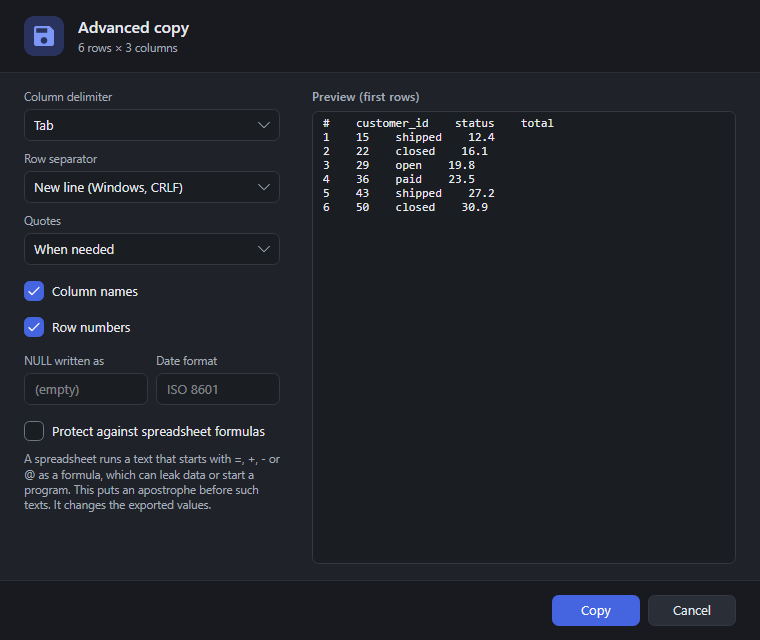 Advanced copy
6 rows × 3 columns
Column delimiter
Tab
Row separator
New line (Windows, CRLF)
Quotes
When needed
Column names
Row numbers
NULL written as
Date format
(empty)
ISO 8601
Protect against spreadsheet formulas
A spreadsheet runs a text that starts with =, +, - or
@ as a formula, which can leak data or start a
program. This puts an apostrophe before such
texts. It changes the exported values.
Preview (first rows)
# customer_id status total
1 15 shipped 12.4
2 22 closed 16.1
3 29 open 19.8
4 36 paid 23.5
5 43 shipped 27.2
6 50 closed 30.9
Copy
Cancel